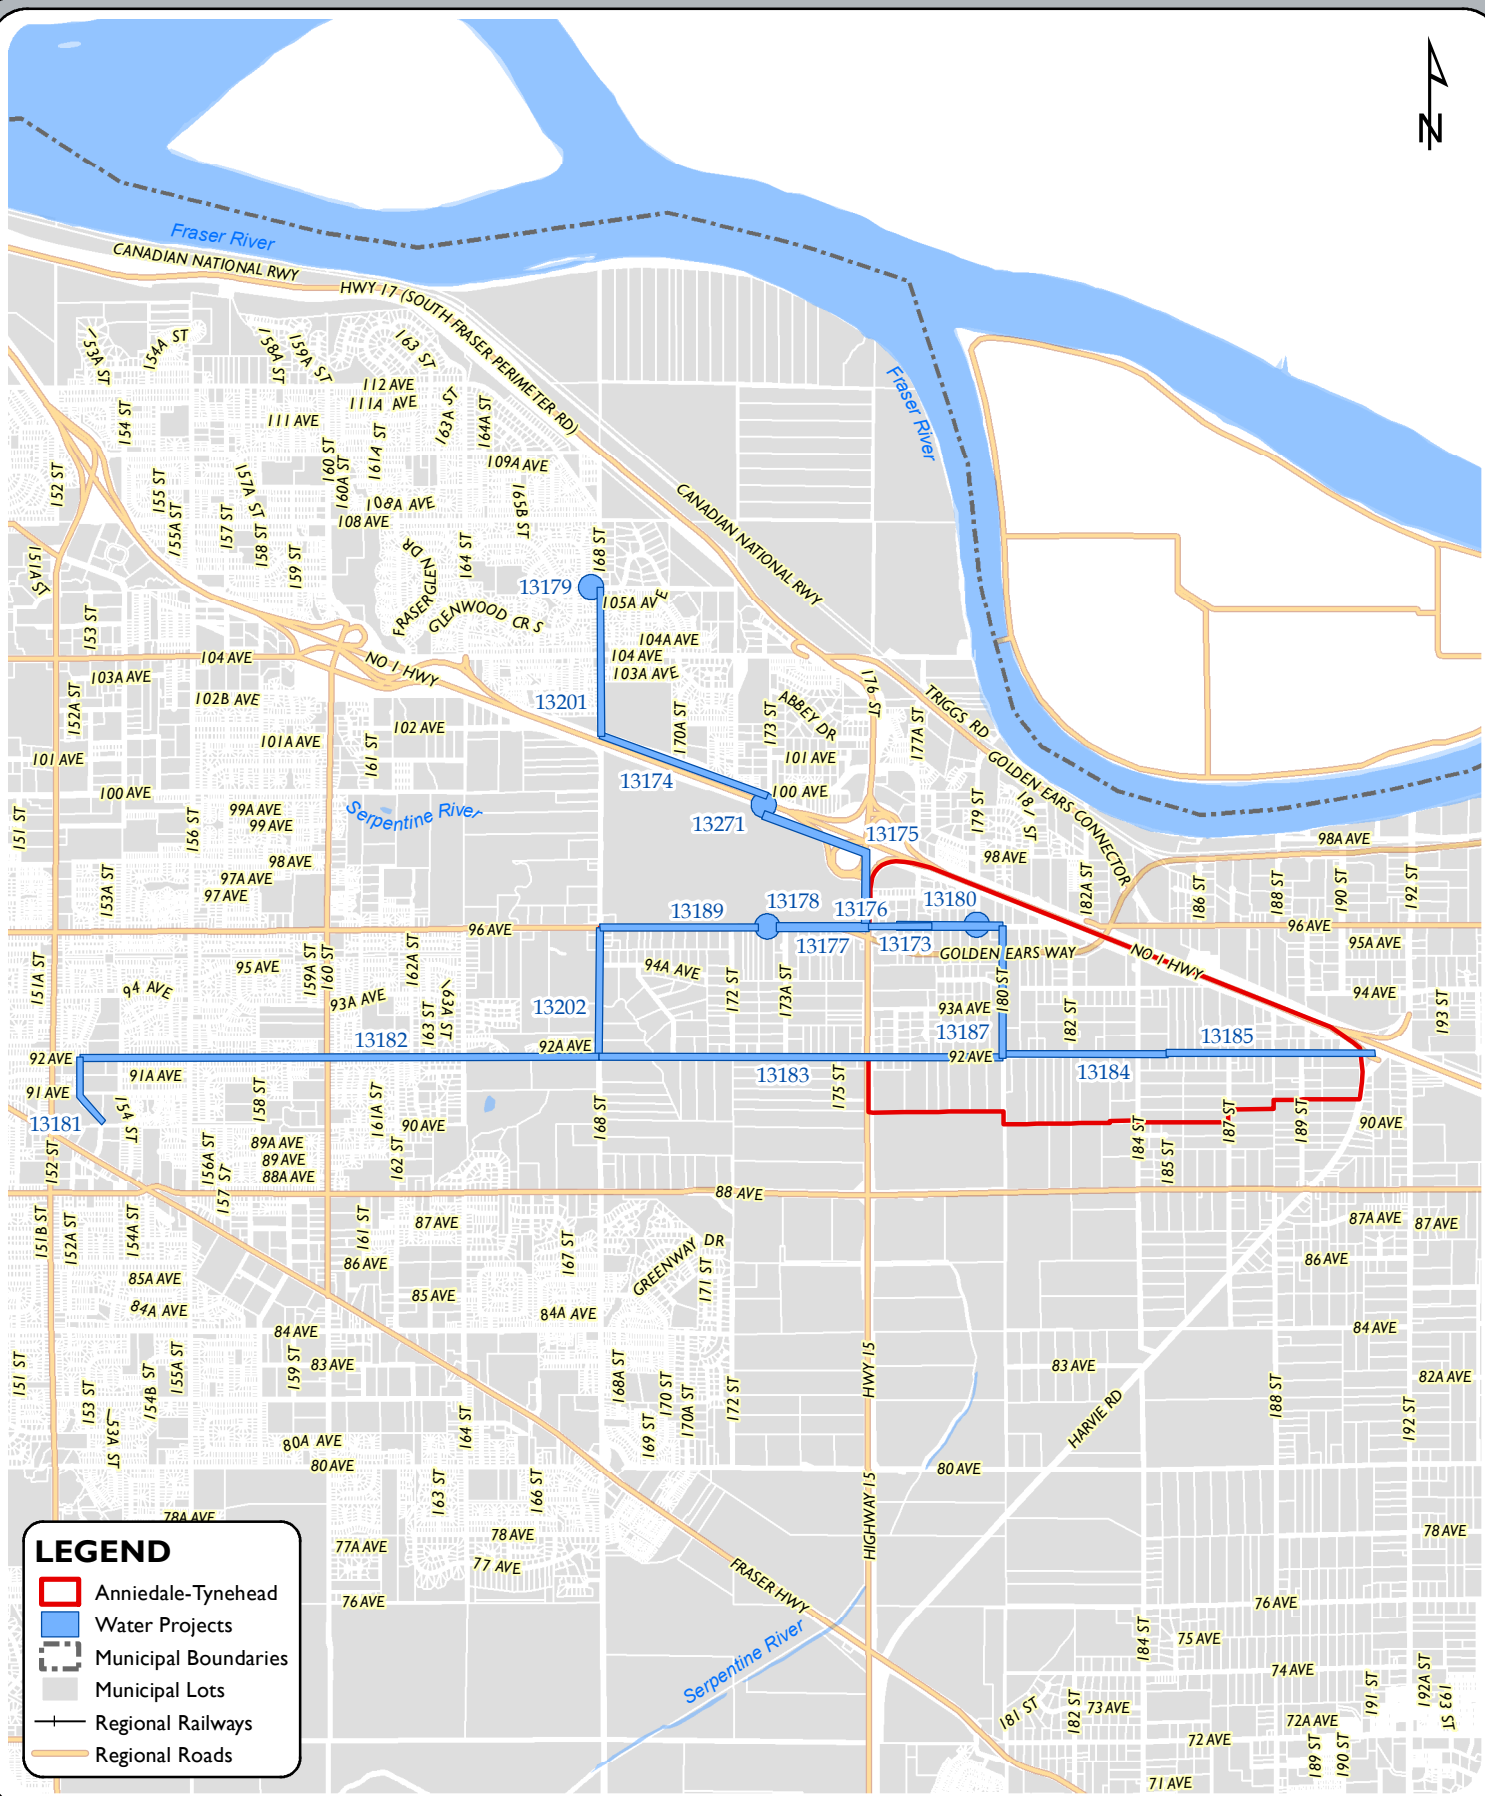 N
Fraser River
CANADIAN NATIONAL RWY
HWY 17 (SOUTH FRASER PERIMETER RD)
153A ST
154A ST
158A ST
159A ST
163 ST
112 AVE
111A AVE
111 AVE
154 ST
163A ST
164A ST
Fraser River
152 ST
155 ST
155A ST
157A ST
157 ST
158 ST
160 ST
160A ST
161A ST
109A AVE
108A AVE
108 AVE
165B ST
CANADIAN NATIONAL RWY
151A ST
159 ST
FRASERGLEN DR
164 ST
168 ST
13179
105A AVE
GLENWOOD CR S
153 ST
104A AVE
104 AVE
NO 1 HWY
104 AVE
103A AVE
103A AVE
152A ST
102B AVE
13201
176 ST
TRIGGS RD
ABBEY DR
173 ST
170A ST
177A ST
102 AVE
101A AVE
161 ST
101 AVE
101 AVE
GOLDEN EARS CONNECTOR
13174
100 AVE
100 AVE
151 ST
156 ST
99A AVE
99 AVE
Serpentine River
13271
13175
179 ST
181 ST
98A AVE
98 AVE
98 AVE
153A ST
97A AVE
97 AVE
182A ST
186 ST
188 ST
190 ST
192 ST
13178
13176
13180
13189
96 AVE
13177
13173
96 AVE
95A AVE
151A ST
95 AVE
159A ST
160 ST
162A ST
94A AVE
172 ST
173A ST
GOLDEN EARS WAY
180 ST
NO 1 HWY
94 AVE
93A AVE
163 ST
163A ST
13202
93A AVE
182 ST
94 AVE
193 ST
13182
92A AVE
13187
13185
92 AVE
92 AVE
91A AVE
13183
13184
91 AVE
13181
154 ST
158 ST
161A ST
168 ST
175 ST
90 AVE
184 ST
187 ST
189 ST
90 AVE
152 ST
89A AVE
89 AVE
88A AVE
156A ST
157 ST
162 ST
185 ST
88 AVE
151B ST
152A ST
154A ST
161 ST
87 AVE
167 ST
GREENWAY DR
171 ST
87A AVE
87 AVE
86 AVE
86 AVE
85A AVE
85 AVE
84A AVE
84A AVE
84 AVE
84 AVE
151 ST
153 ST
153A ST
154B ST
155A ST
159 ST
83 AVE
168A ST
169 ST
170 ST
170A ST
172 ST
HWY 15
83 AVE
HARVIE RD
188 ST
82A AVE
192 ST
164 ST
80A AVE
80 AVE
80 AVE
163 ST
166 ST
HIGHWAY 15
78A AVE
78 AVE
78 AVE
77A AVE
77 AVE
76 AVE
FRASER HWY
76 AVE
184 ST
75 AVE
Serpentine River
74 AVE
191 ST
192A ST
193 ST
181 ST
182 ST
73 AVE
72A AVE
72 AVE
189 ST
190 ST
71 AVE
LEGEND
Anniedale-Tynehead
Water Projects
Municipal Boundaries
Municipal Lots
Regional Railways
Regional Roads